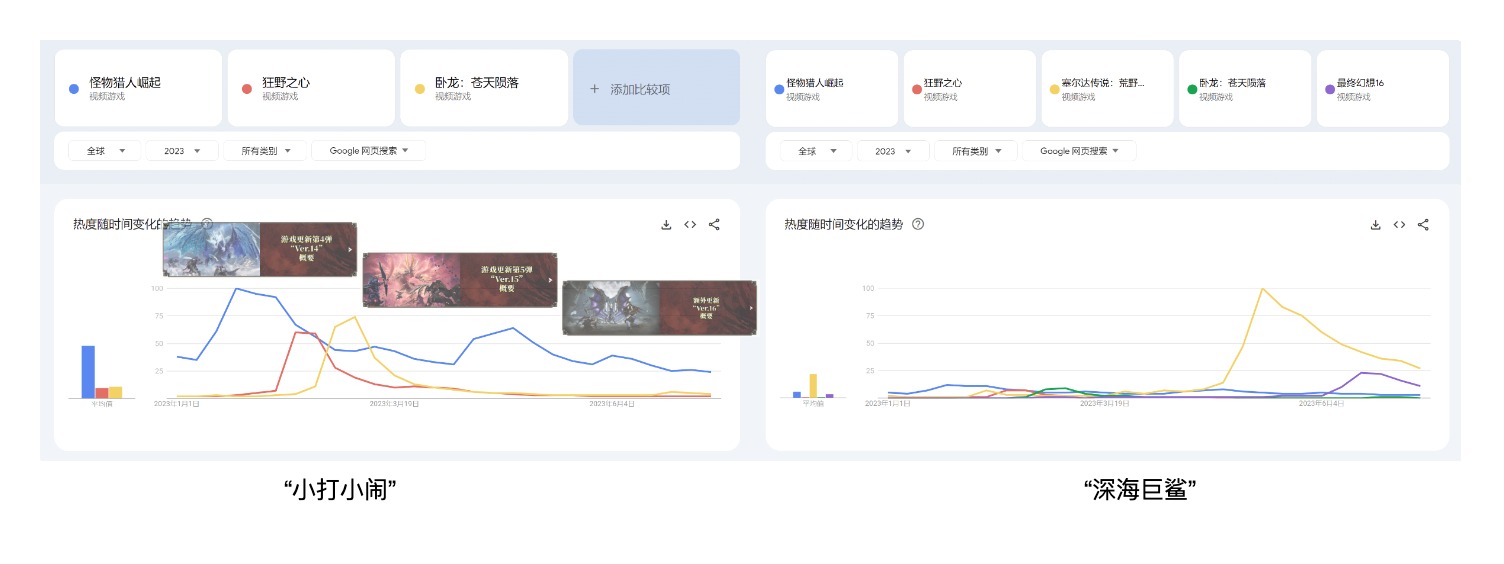 怪物猎人崛起
视频游戏
狂野之心
视频游戏
卧龙：苍天陨落
视频游戏
+ 添加比较项
全球
2023
所有类别
Google 网页搜索
热度随时间变化的趋势
游戏更新第4弹
“Ver.14”
概要
游戏更新第5弹
“Ver.15”
概要
额外更新
“Ver.16”
概要
100
75
50
25
平均值
2023年1月1日
2023年3月19日
2023年6月4日
“小打小闹”
怪物猎人崛起
视频游戏
狂野之心
视频游戏
塞尔达传说：荒野...
视频游戏
卧龙：苍天陨落
视频游戏
最终幻想16
视频游戏
全球
2023
所有类别
Google 网页搜索
热度随时间变化的趋势
100
75
50
25
平均值
2023年1月1日
2023年3月19日
2023年6月4日
“深海巨鲨”